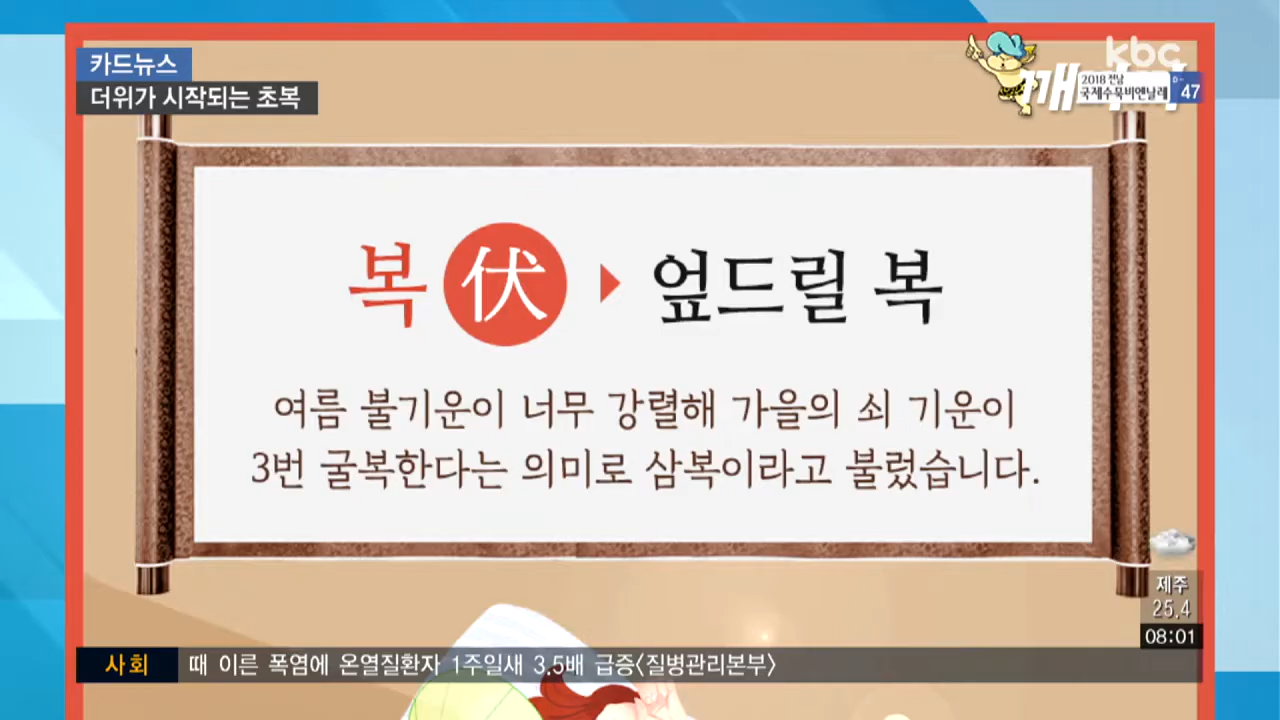 카드뉴스
더위가 시작되는 초복
kbc
깨
2018 전남
국제수묵비엔날레
D-
47
복 伏 엎드릴 복
여름 불기운이 너무 강렬해 가을의 쇠 기운이
3번 굴복한다는 의미로 삼복이라고 불렀습니다.
제주
25.4
08:01
사회 때 이른 폭염에 온열질환자 1주일새 3.5배 급증<질병관리본부>